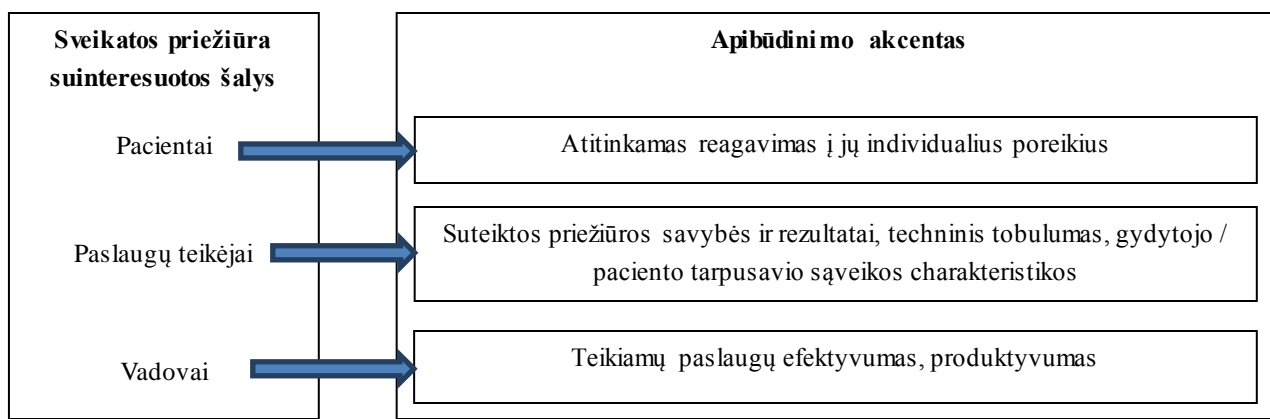 Sveikatos priežiūra
suinteresuotos šalys
Apibūdinimo akcentas
Pacientai
Atitinkamas reagavimas į jų individualius poreikius
Paslaugų teikėjai
Suteiktos priežiūros savybės ir rezultatai, techninis tobulumas, gydytojo /
paciento tarpusavio sąveikos charakteristikos
Vadovai
Teikiamų paslaugų efektyvumas, produktyvumas